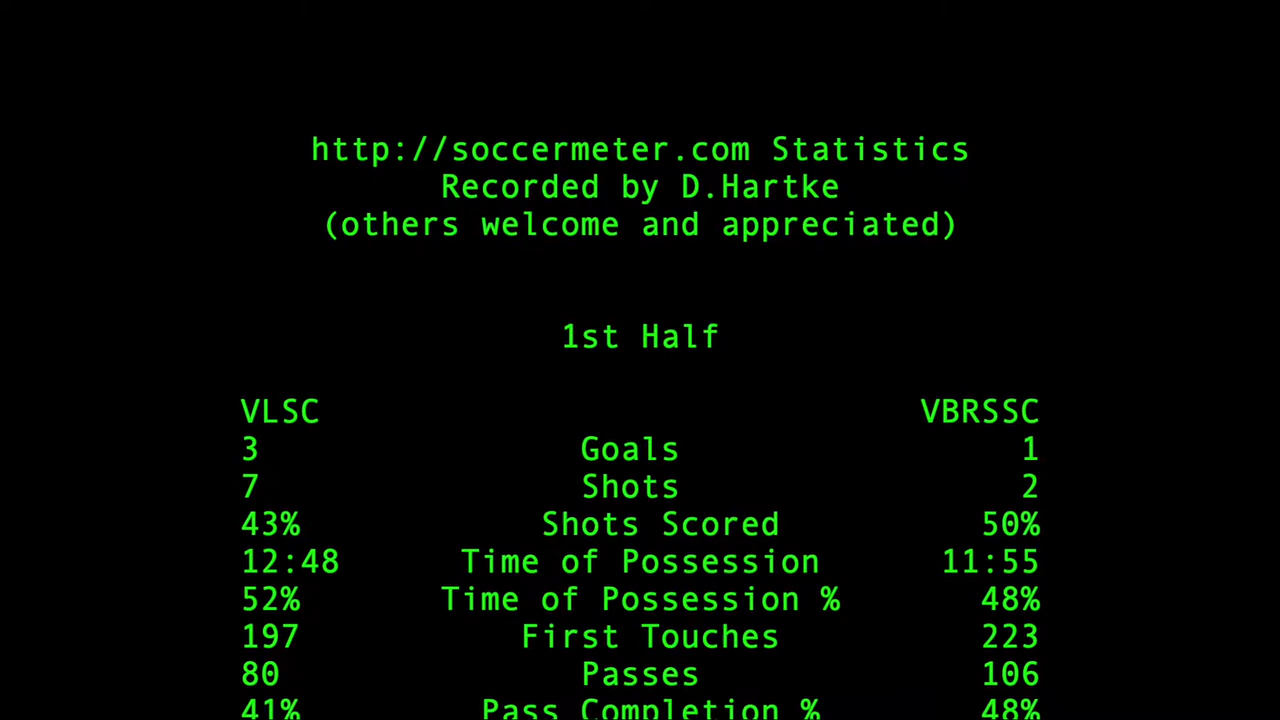 http://soccermeter.com Statistics
Recorded by D.Hartke
(others welcome and appreciated)
1st Half
VLSC VBRSSC
3 Goals 1
7 Shots 2
43% Shots Scored 50%
12:48 Time of Possession 11:55
52% Time of Possession % 48%
197 First Touches 223
80 Passes 106
41% Pass Completion % 48%